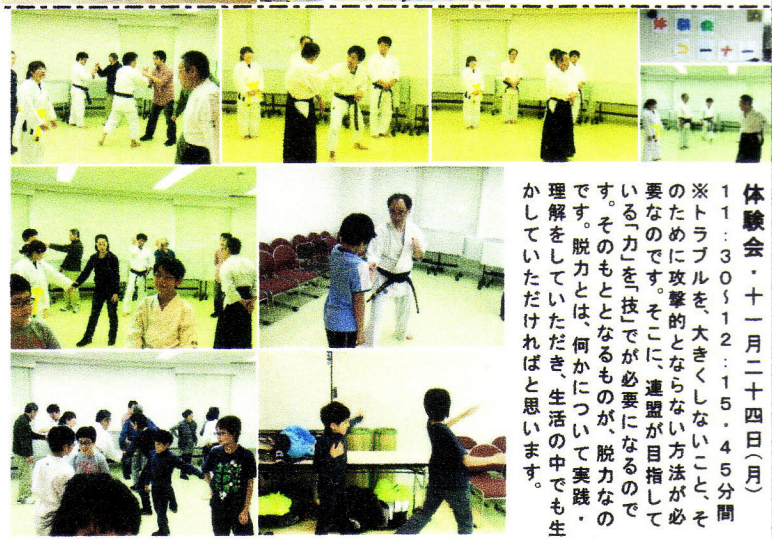 体験会
コーナー
体験会・十一月二十四日(月)
11:30~12:15・45分間
※トラブルを、大きくしないこと、そ
のために攻撃的とならない方法が必
要なのです。そこに、連盟が目指して
いる「力」を「技」でが必要になるので
す。そのもととなるものが、脱力なの
です。脱力とは、何かについて実践・
理解をしていただき、生活の中でも生
かしていただければと思います。